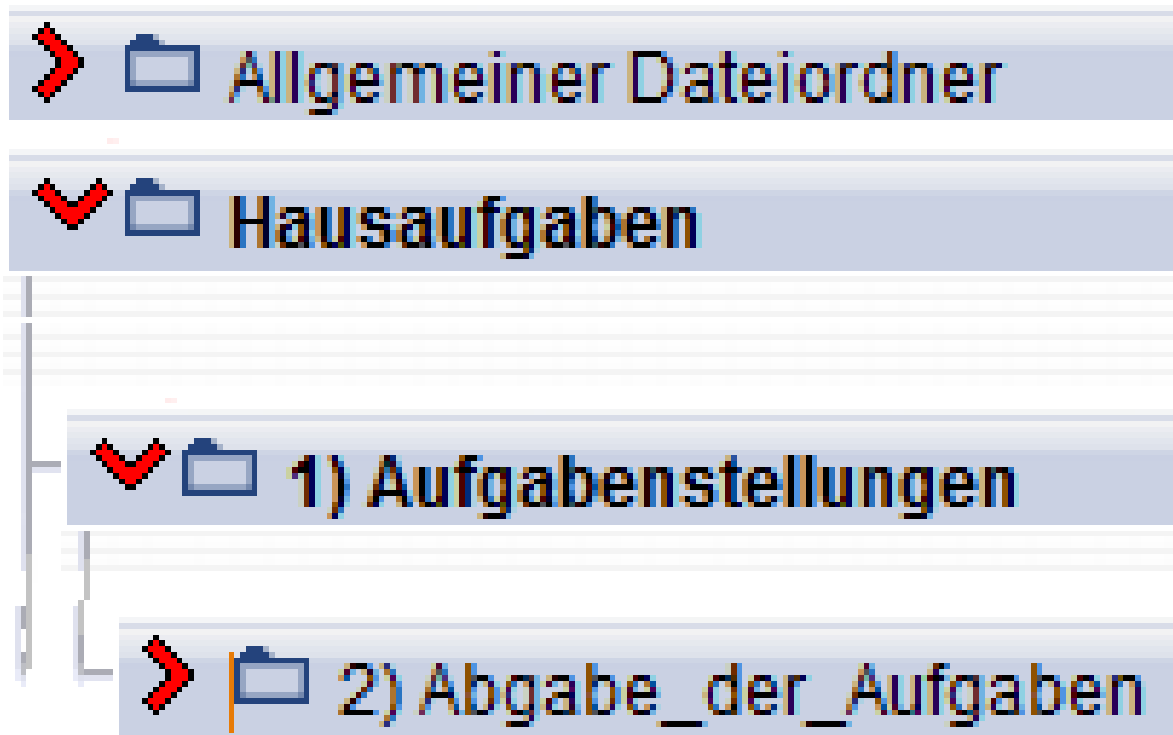 Allgemeiner Dateiordner
Hausaufgaben
1) Aufgabenstellungen
2) Abgabe_der_Aufgaben